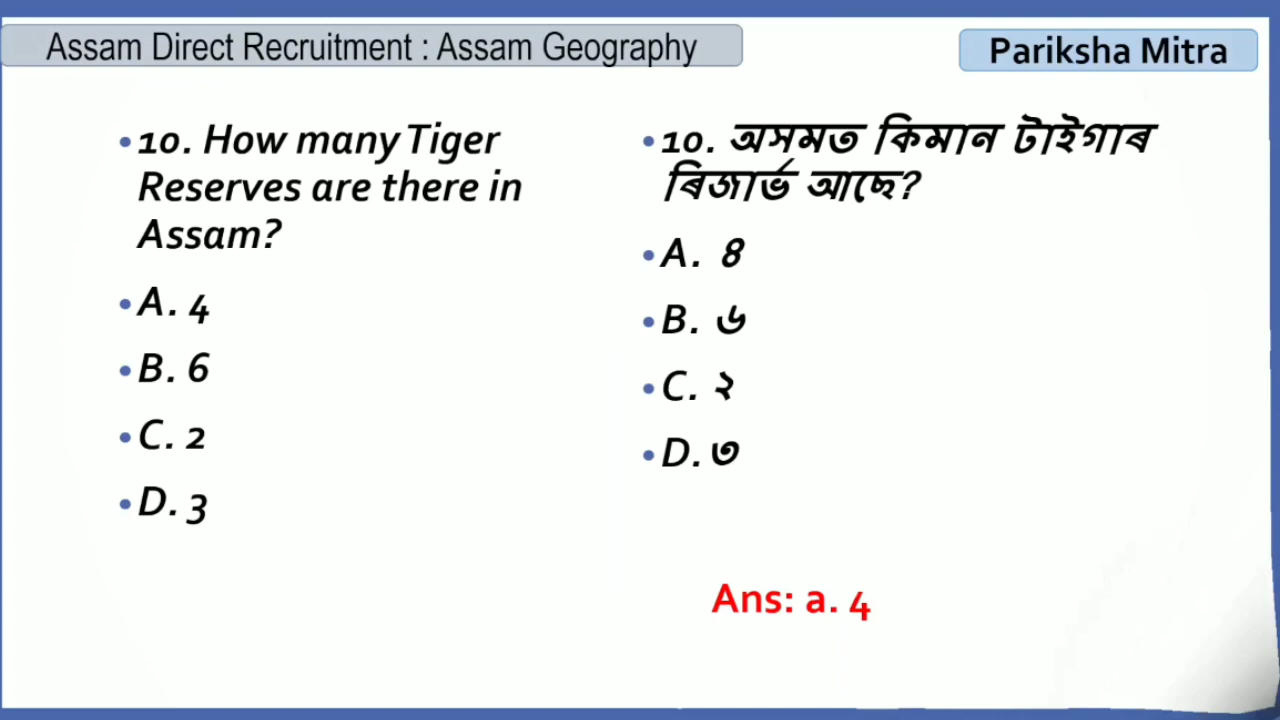 Assam Direct Recruitment : Assam Geography
Pariksha Mitra
•10. How many Tiger
Reserves are there in
Assam?
•A. 4
•B. 6
•C. 2
•D. 3
•10. অসমত কিমান টাইগাৰ
ৰিজাৰ্ভ আছে?
•A. ৪
•B. ৬
•C. ২
•D. ৩
Ans: a. 4